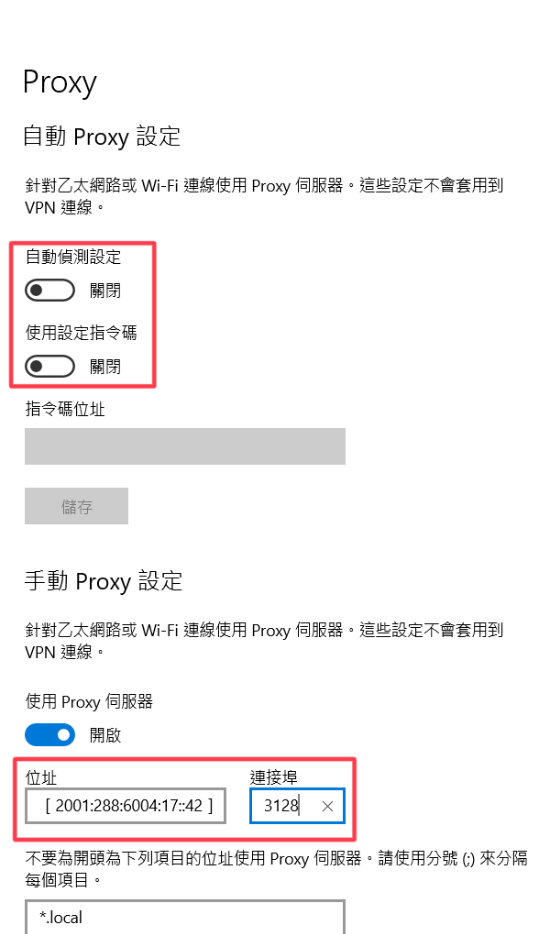 Proxy
自動 Proxy 設定
針對乙太網路或 Wi-Fi 連線使用 Proxy 伺服器。這些設定不會套用到
VPN 連線。
自動偵測設定
關閉
使用設定指令碼
關閉
指令碼位址
儲存
手動 Proxy 設定
針對乙太網路或 Wi-Fi 連線使用 Proxy 伺服器。這些設定不會套用到
VPN 連線。
使用 Proxy 伺服器
開啟
位址 連接埠
[ 2001:288:6004:17::42 ] 3128
不要為開頭為下列項目的位址使用 Proxy 伺服器。請使用分號 (;) 來分隔
每個項目。
*.local